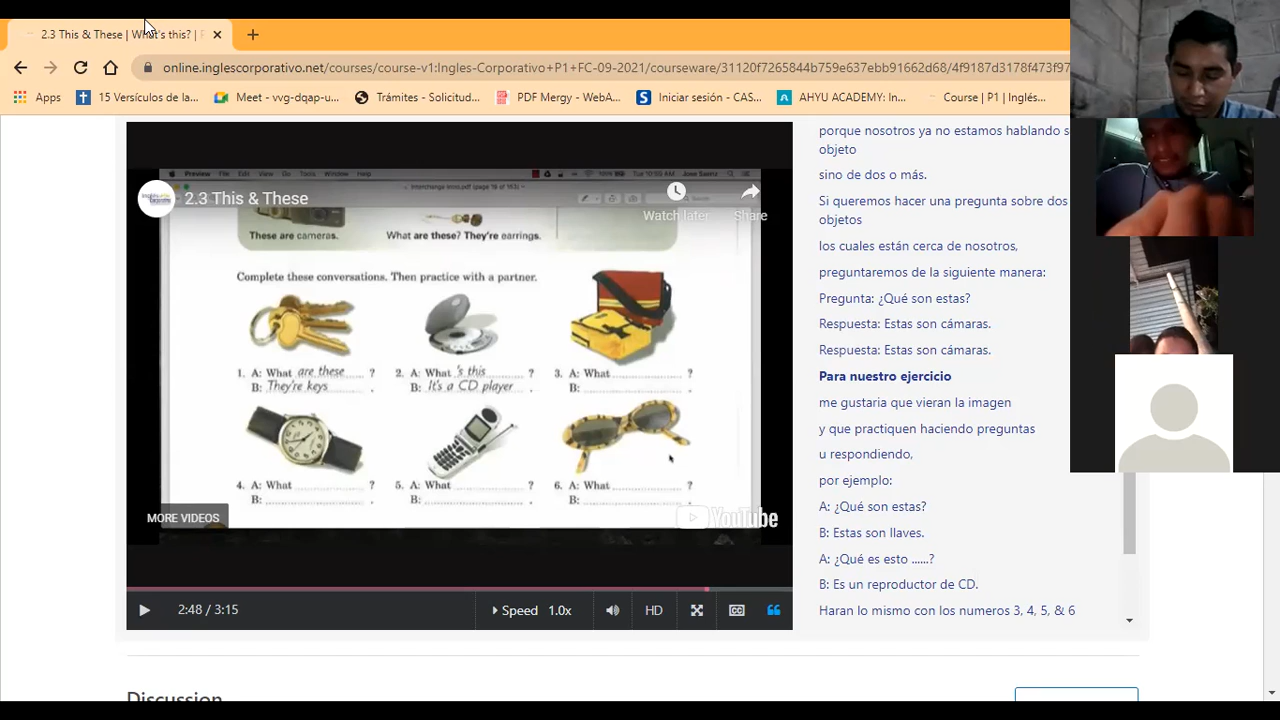 2.3 This & These | What's this? |
online.inglescorporativo.net/courses/course-v1:Ingles-Corporativo+P1+FC-09-2021/courseware/31120f7265844b759e637ebb91662d68/4f9187d3178f473f97
Apps
15 Versículos de la...
Meet - vvg-dqap-u...
Trámites - Solicitud...
PDF Mergy - WebA...
Iniciar sesión - CAS...
AHYU ACADEMY: In...
Course | P1 | Inglés...
Preview File Edit View Go Tools Window Help
2.3 This & These
Watch later
Share
These are cameras.
What are these? They're earrings.
Complete these conversations. Then practice with a partner.
1. A: What are these ?
B: They're keys .
2. A: What 's this ?
B: It's a CD player .
3. A: What ?
B: .
4. A: What ?
B: .
5. A: What ?
B: .
6. A: What ?
B: .
MORE VIDEOS
YouTube
2:48 / 3:15
Speed 1.0x
HD
porque nosotros ya no estamos hablando s
objeto
sino de dos o más.
Si queremos hacer una pregunta sobre dos
objetos
los cuales están cerca de nosotros,
preguntaremos de la siguiente manera:
Pregunta: ¿Qué son estas?
Respuesta: Estas son cámaras.
Respuesta: Estas son cámaras.
Para nuestro ejercicio
me gustaria que vieran la imagen
y que practiquen haciendo preguntas
u respondiendo,
por ejemplo:
A: ¿Qué son estas?
B: Estas son llaves.
A: ¿Qué es esto ......?
B: Es un reproductor de CD.
Haran lo mismo con los numeros 3, 4, 5, & 6
Discussion